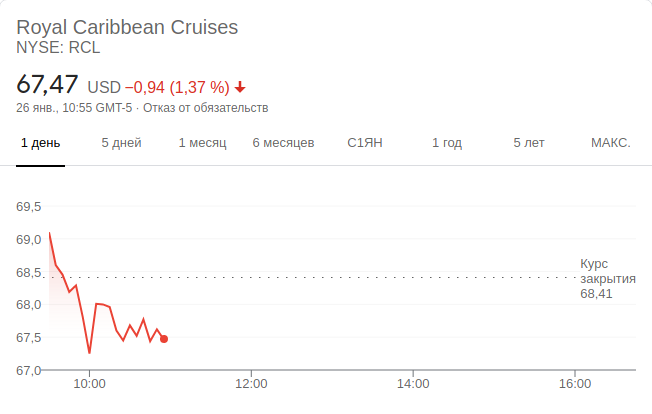 Royal Caribbean Cruises
NYSE: RCL
67,47 USD −0,94 (1,37 %)
26 янв., 10:55 GMT-5 · Отказ от обязательств
1 день 5 дней 1 месяц 6 месяцев С1ЯН 1 год 5 лет МАКС.
69,5
69,0
68,5
68,0
67,5
67,0
Курс
закрытия
68,41
10:00 12:00 14:00 16:00